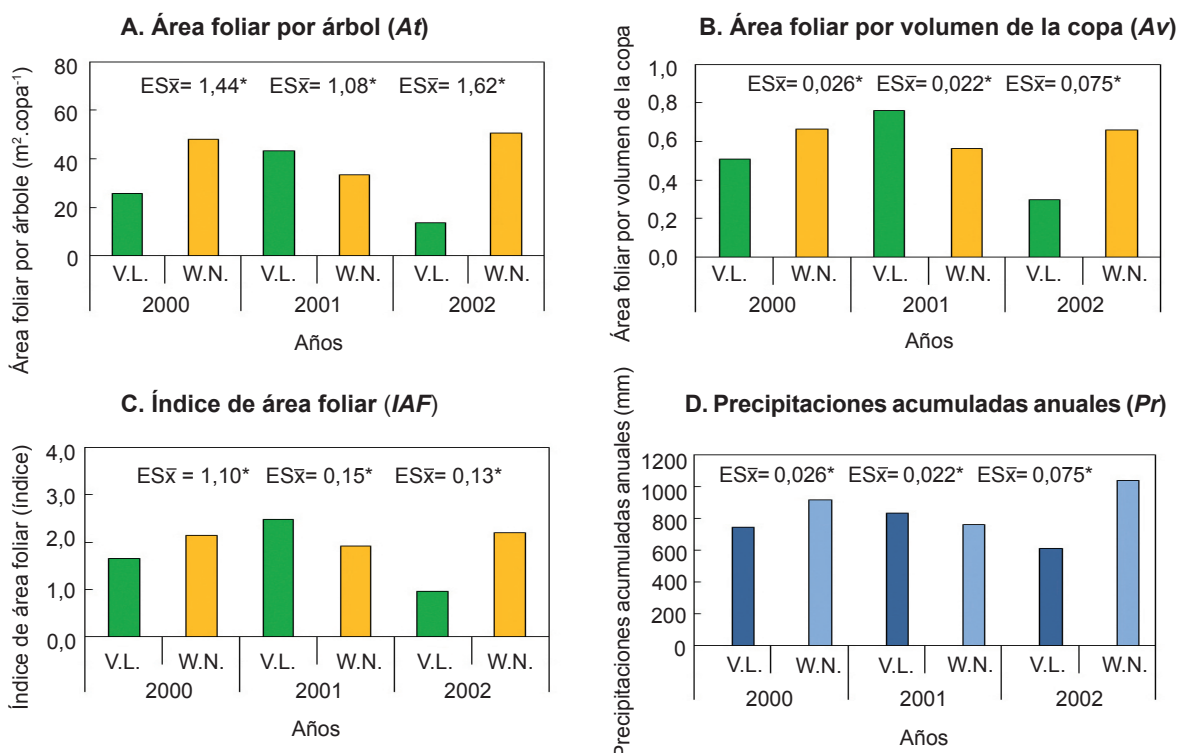 A. Área foliar por árbol (At)
Área foliar por árbole (m².copa⁻¹)
80
60
40
20
0
ESx̅= 1,44* ESx̅= 1,08* ESx̅= 1,62*
V.L. W.N. V.L. W.N. V.L. W.N.
2000 2001 2002
Años
B. Área foliar por volumen de la copa (Av)
Área foliar por volumen de la copa
1,0
0,8
0,6
0,4
0,2
0,0
ESx̅= 0,026* ESx̅= 0,022* ESx̅= 0,075*
V.L. W.N. V.L. W.N. V.L. W.N.
2000 2001 2002
Años
C. Índice de área foliar (IAF)
Índice de área foliar (índice)
4,0
3,0
2,0
1,0
0,0
ESx̅ = 1,10* ESx̅= 0,15* ESx̅= 0,13*
V.L. W.N. V.L. W.N. V.L. W.N.
2000 2001 2002
Años
D. Precipitaciones acumuladas anuales (Pr)
Precipitaciones acumuladas anuales (mm)
1200
1000
800
600
400
200
0
ESx̅= 0,026* ESx̅= 0,022* ESx̅= 0,075*
V.L. W.N. V.L. W.N. V.L. W.N.
2000 2001 2002
Años